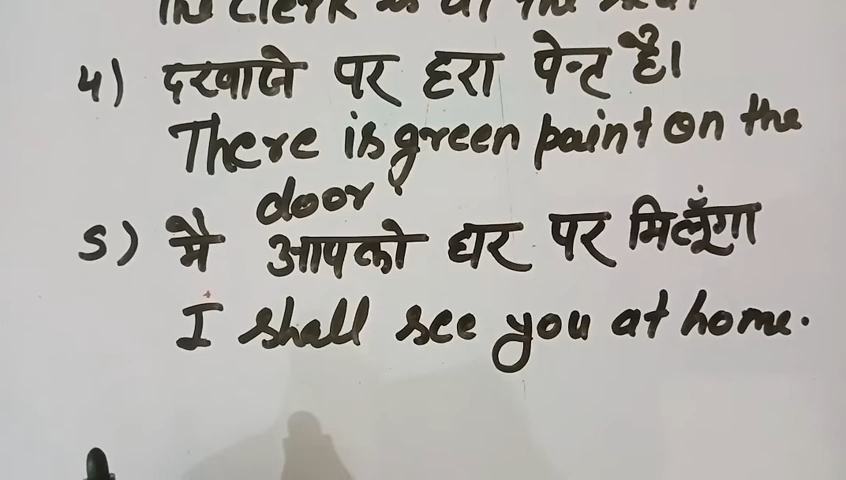 4) दरवाजे पर हरा पेन्ट है।
There is green paint on the
door
5) मै आपको घर पर मिलूँगा
I shall see you at home.